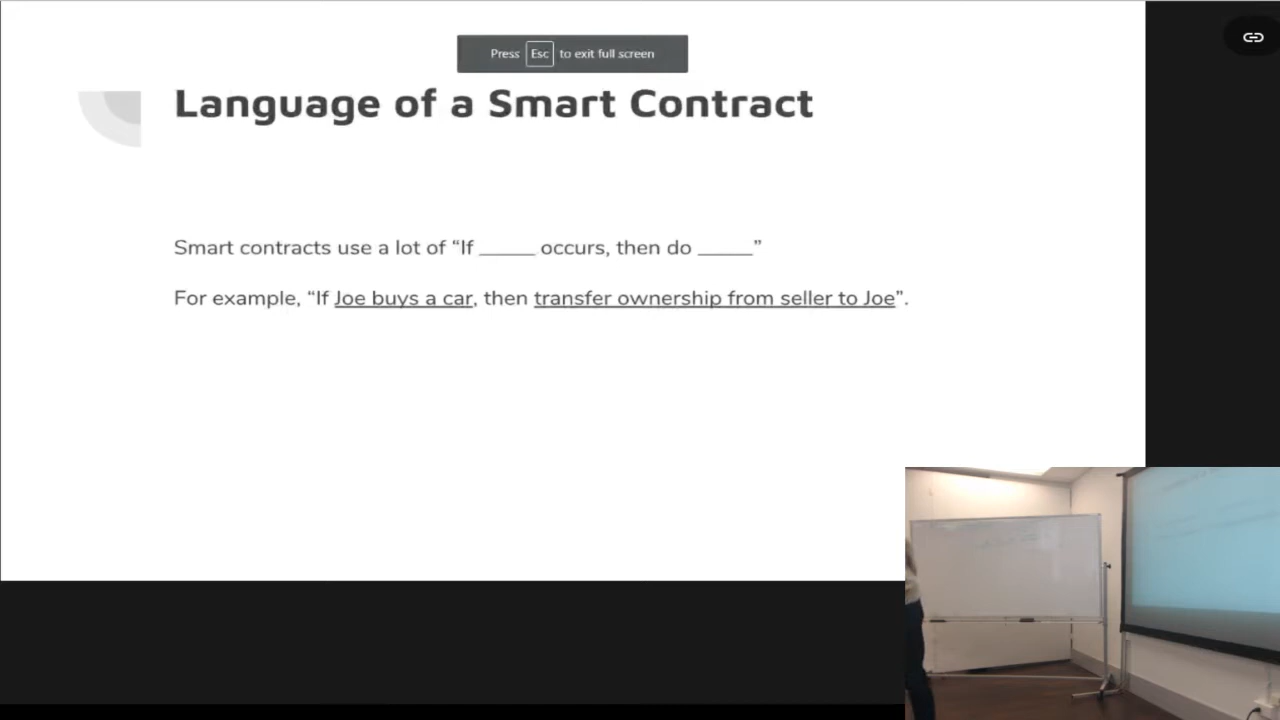 Press Esc to exit full screen
Language of a Smart Contract
Smart contracts use a lot of “If _____ occurs, then do _____”
For example, “If Joe buys a car, then transfer ownership from seller to Joe”.